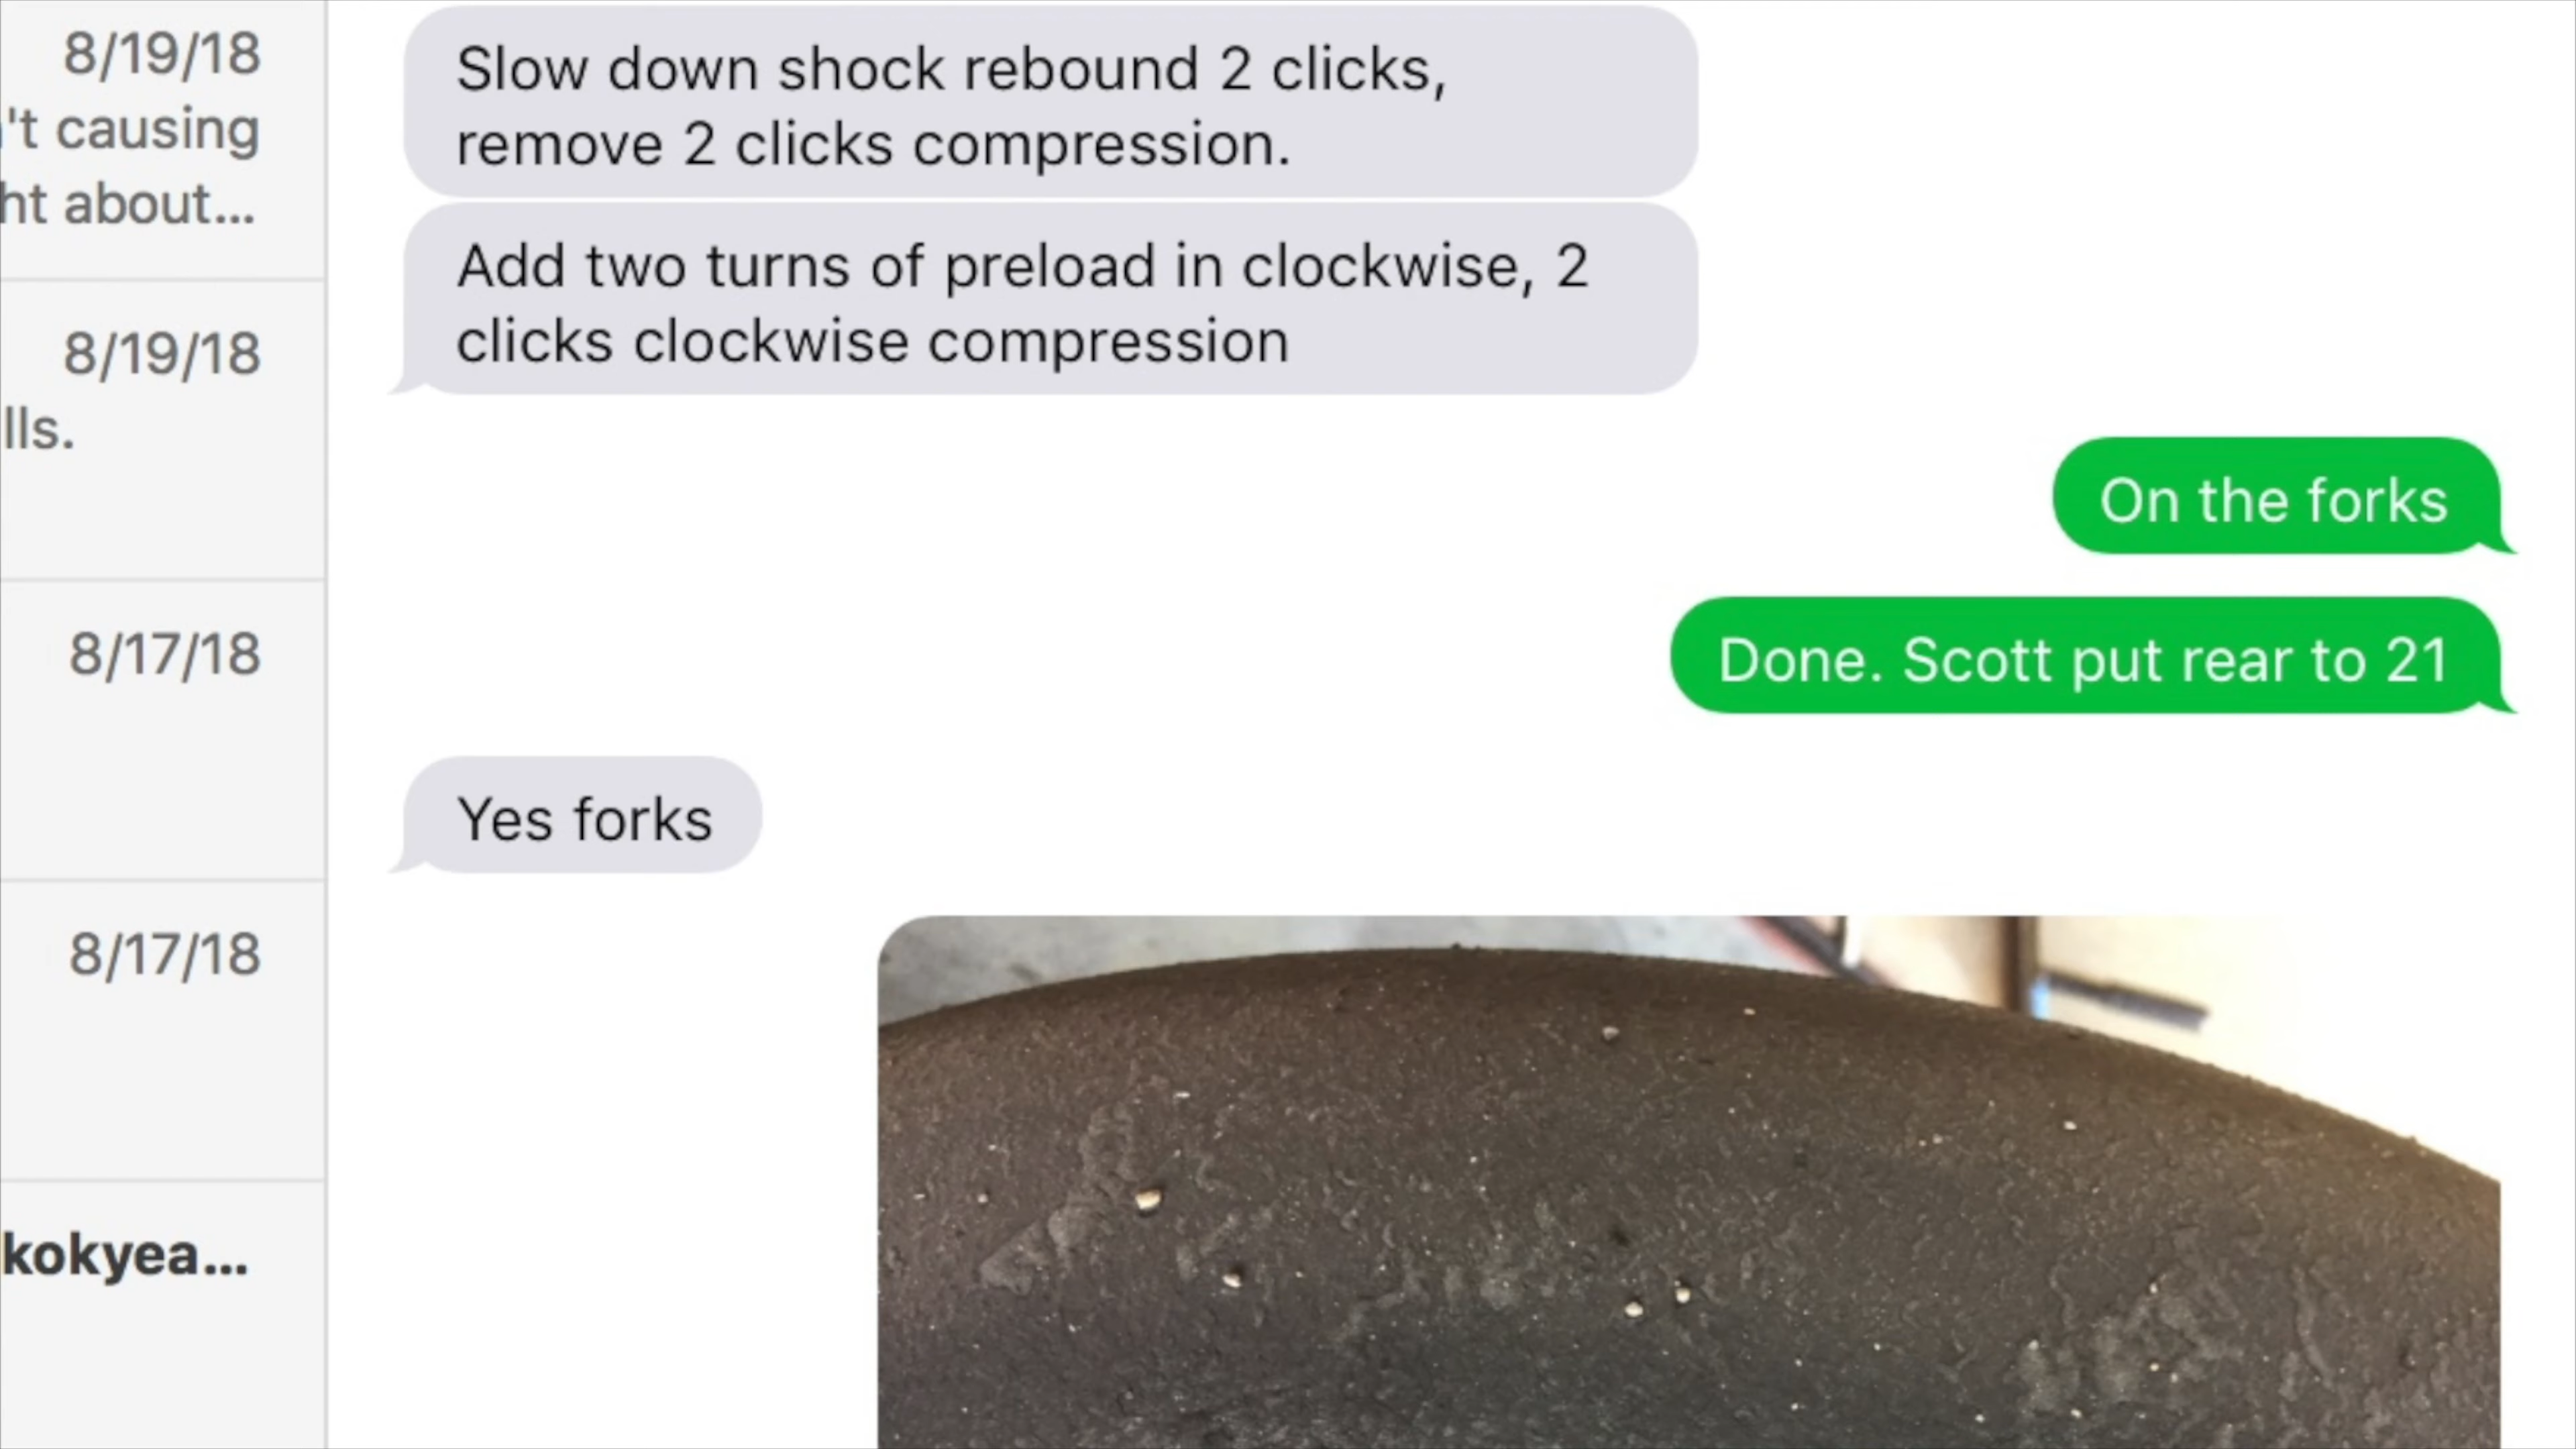 8/19/18
't causing
ht about...
8/19/18
lls.
8/17/18
8/17/18
kokyea...
Slow down shock rebound 2 clicks,
remove 2 clicks compression.
Add two turns of preload in clockwise, 2
clicks clockwise compression
On the forks
Done. Scott put rear to 21
Yes forks